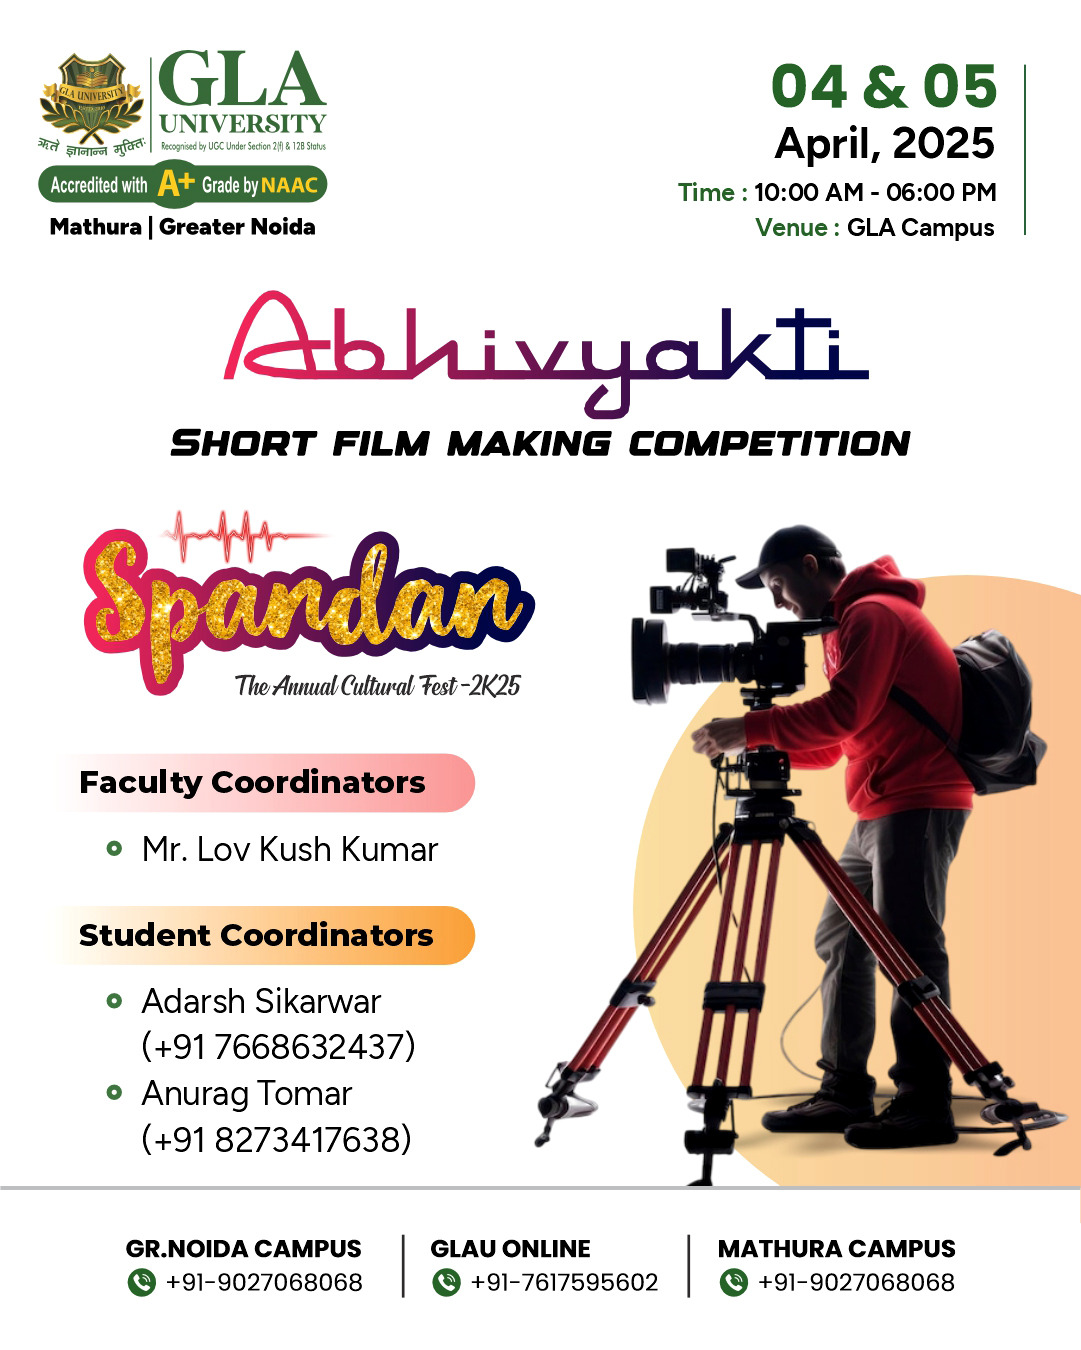 GLA UNIVERSITY
ऋते ज्ञानान्न मुक्तिः
GLA
UNIVERSITY
Recognised by UGC Under Section 2(f) & 12B Status
Accredited with A+ Grade by NAAC
Mathura | Greater Noida
04 & 05
April, 2025
Time : 10:00 AM - 06:00 PM
Venue : GLA Campus
Abhivyakti
SHORT FILM MAKING COMPETITION
Spandan
The Annual Cultural Fest -2K25
Faculty Coordinators
Mr. Lov Kush Kumar
Student Coordinators
Adarsh Sikarwar
(+91 7668632437)
Anurag Tomar
(+91 8273417638)
GR.NOIDA CAMPUS
+91-9027068068
GLAU ONLINE
+91-7617595602
MATHURA CAMPUS
+91-9027068068